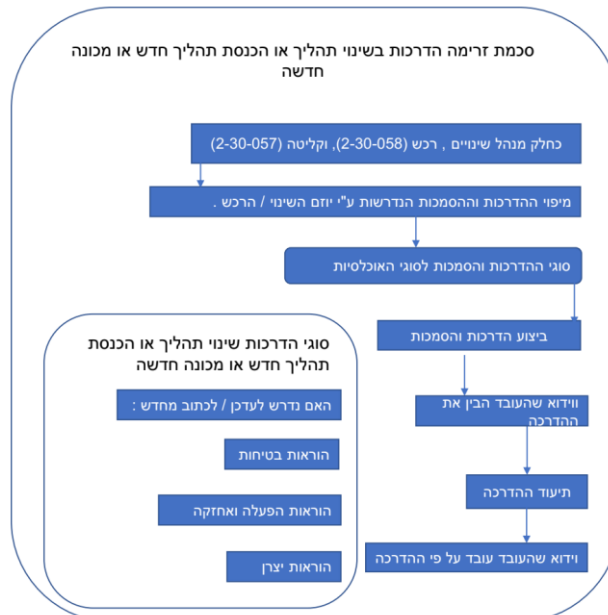 סכמת זרימה הדרכות בשינוי תהליך או הכנסת תהליך חדש או מכונה
חדשה
כחלק מנהל שינויים , רכש (2-30-058), וקליטה (2-30-057)
מיפוי ההדרכות וההסמכות הנדרשות ע"י יוזם השינוי / הרכש .
סוגי ההדרכות והסמכות לסוגי האוכלסיות
ביצוע הדרכות והסמכות
ווידוא שהעובד הבין את
ההדרכה
תיעוד ההדרכה
וידוא שהעובד עובד על פי ההדרכה
סוגי הדרכות שינוי תהליך או הכנסת
תהליך חדש או מכונה חדשה
האם נדרש לעדכן / לכתוב מחדש :
הוראות בטיחות
הוראות הפעלה ואחזקה
הוראות יצרן